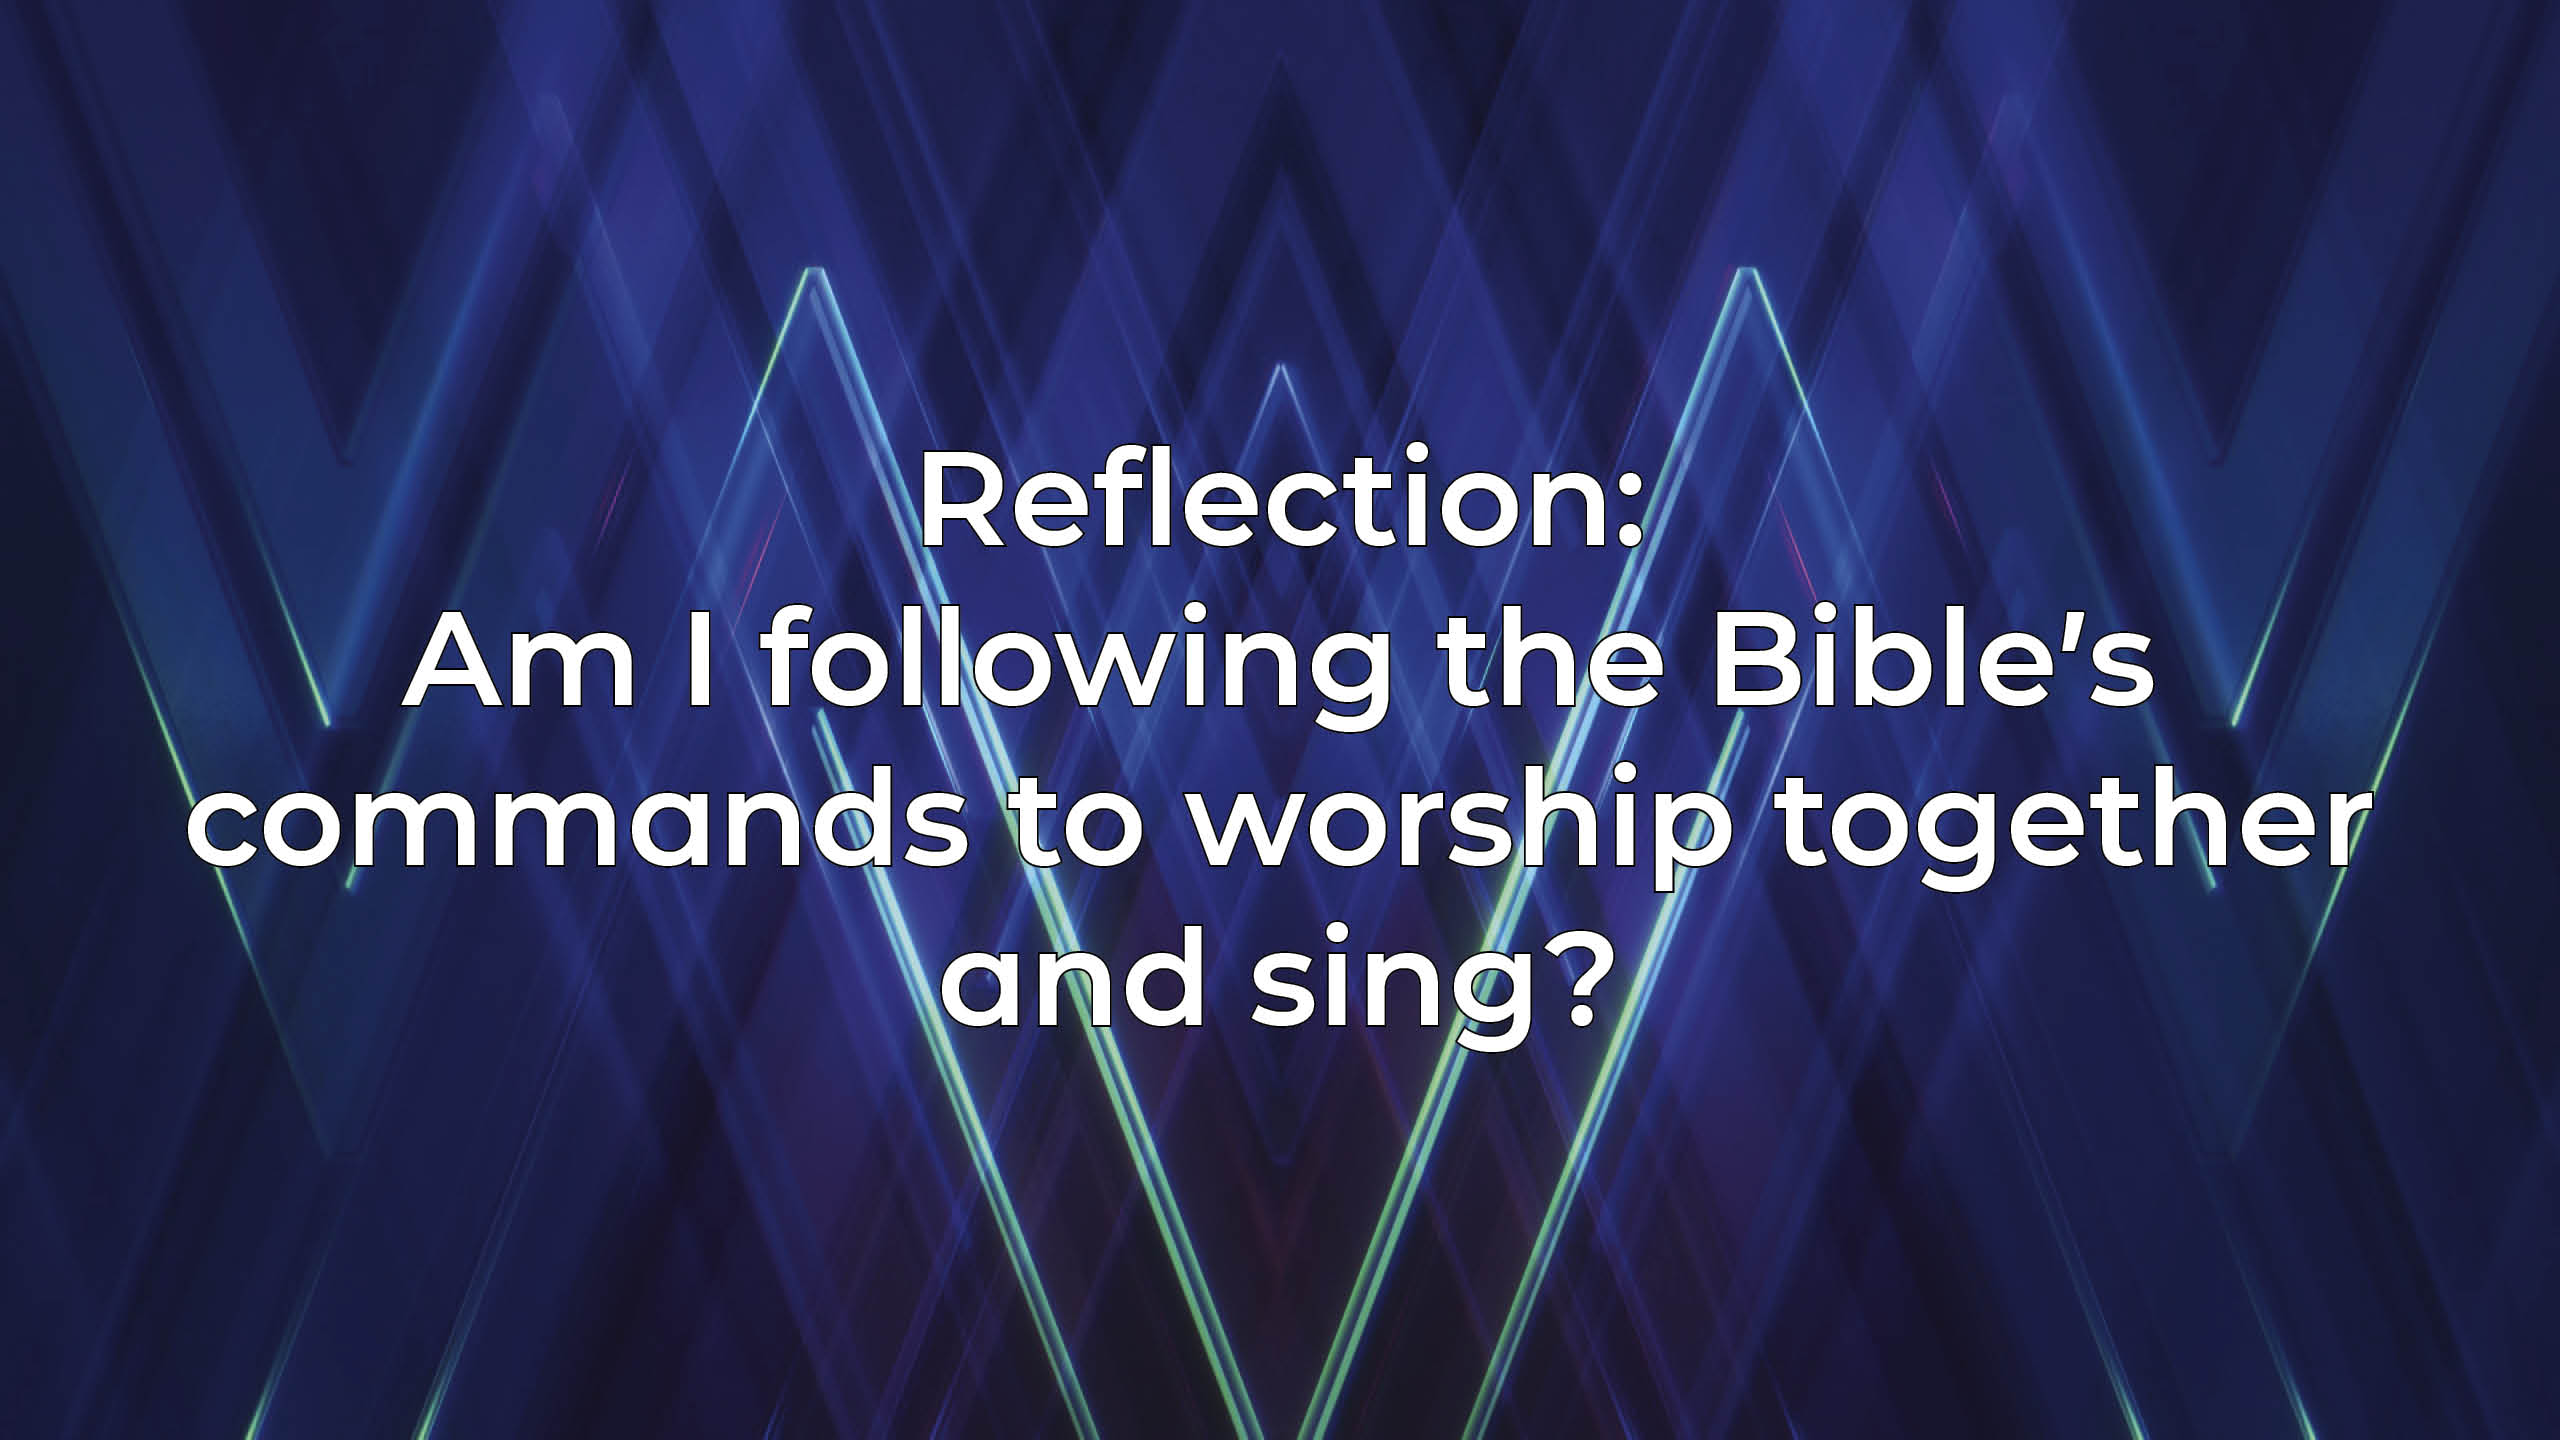 Reflection:
Am I following the Bible’s
commands to worship together
and sing?